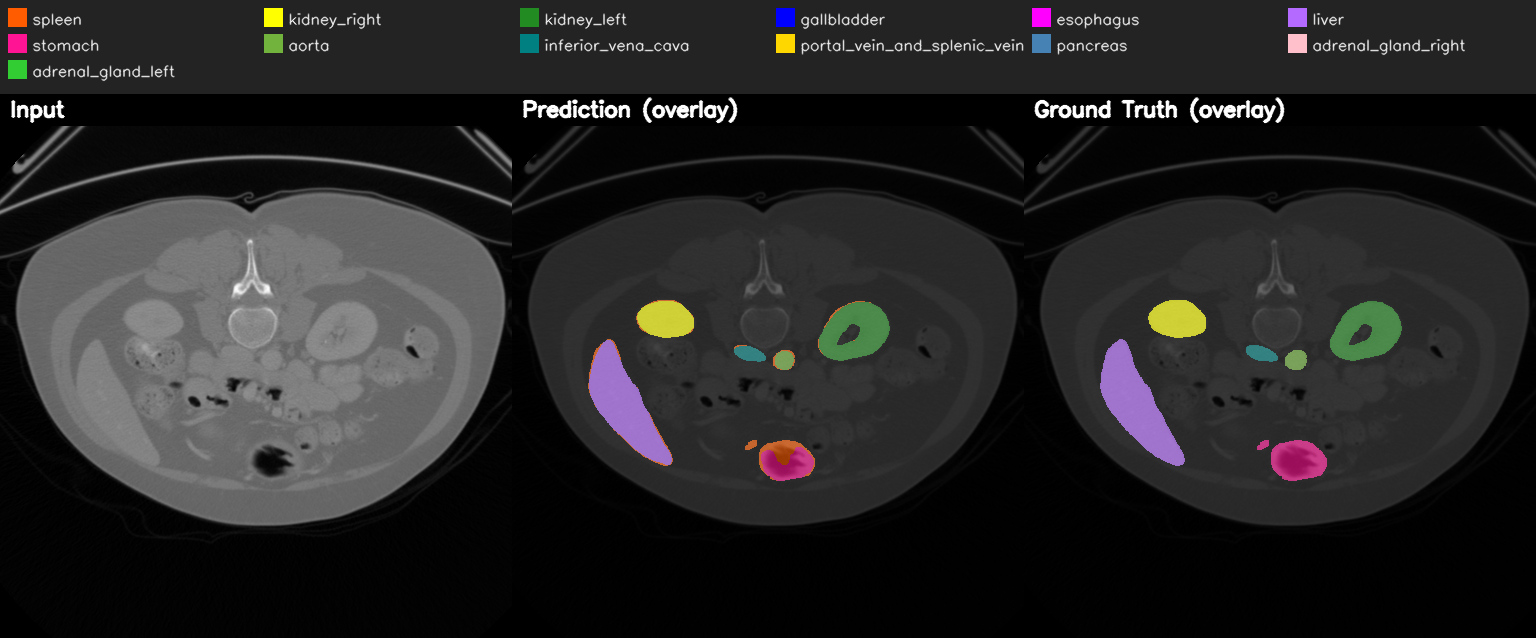 spleen kidney_right kidney_left gallbladder esophagus liver
stomach aorta inferior_vena_cava portal_vein_and_splenic_vein pancreas adrenal_gland_right
adrenal_gland_left
Input Prediction (overlay) Ground Truth (overlay)